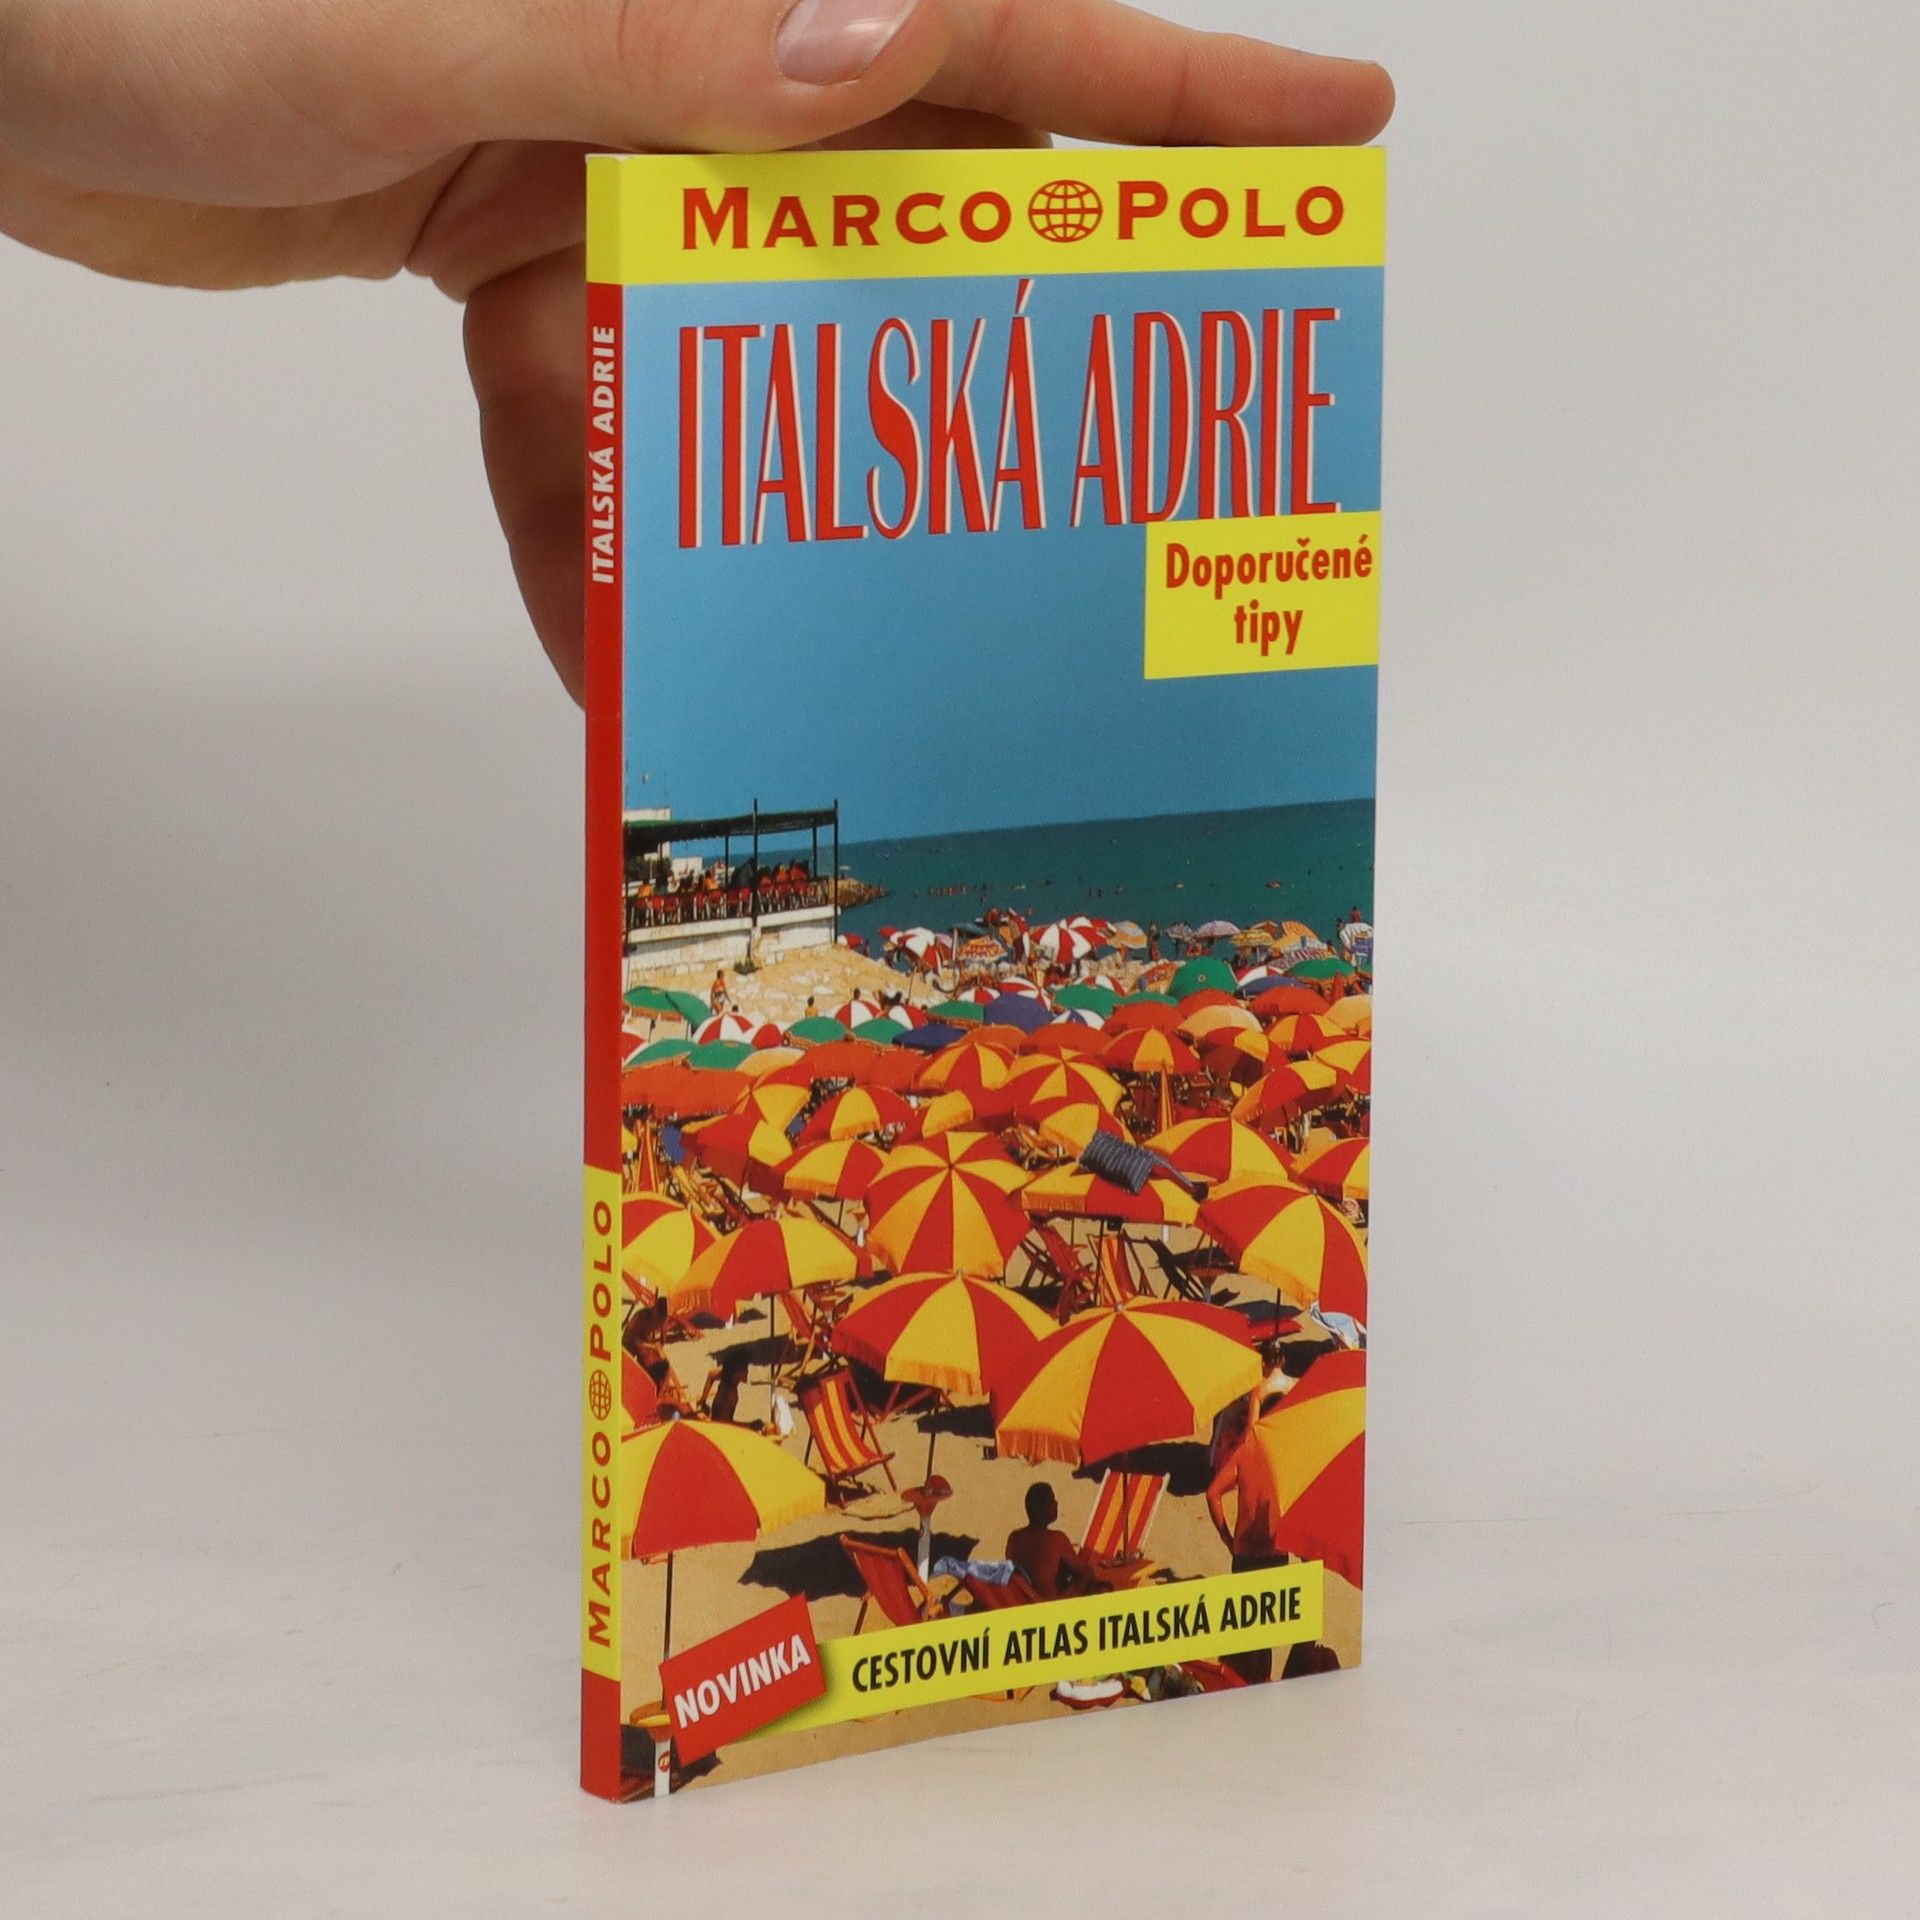 MARCO POLO
ITALSKÁ ADRIE
Doporučené
tipy
NOVINKA
CESTOVNÍ ATLAS ITALSKÁ ADRIE
ITALSKÁ ADRIE
MARCO POLO